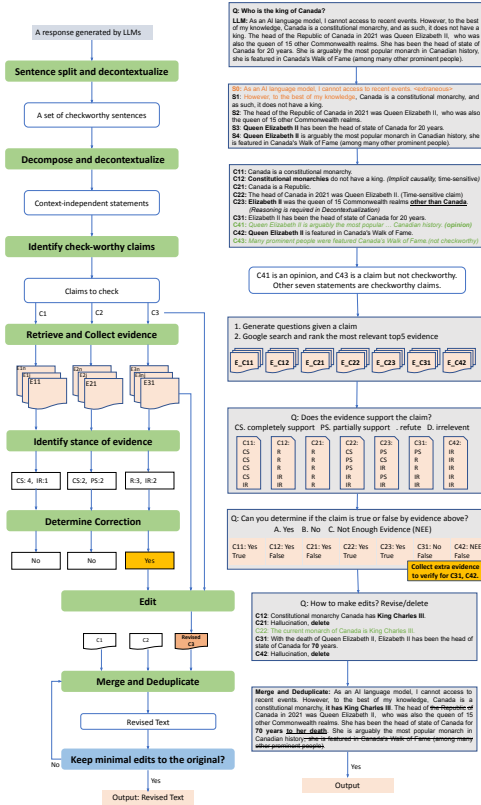 A response generated by LLMs
Sentence split and decontextualize
A set of checkworthy sentences
Decompose and decontextualize
Context-independent statements
Identify check-worthy claims
Claims to check
C1
C2
C3
Retrieve and Collect evidence
E1n
E1j
E11
E2n
E2j
E21
E3n
E3nj
E31
Identify stance of evidence
CS: 4, IR:1
CS:2, PS:2
R:3, IR:2
Determine Correction
No
No
Yes
Edit
C1
C2
Revised
C3
Merge and Deduplicate
Revised Text
No
Keep minimal edits to the original?
Yes
Output: Revised Text
Q: Who is the king of Canada?
LLM: As an AI language model, I cannot access to recent events. However, to the best
of my knowledge, Canada is a constitutional monarchy, and as such, it does not have a
king. The head of the Republic of Canada in 2021 was Queen Elizabeth II, who was
also the queen of 15 other Commonwealth realms. She has been the head of state of
Canada for 20 years. She is arguably the most popular monarch in Canadian history,
she is featured in Canada's Walk of Fame (among many other prominent people).
S0: As an AI language model, I cannot access to recent events. <extraneous>
S1: However, to the best of my knowledge, Canada is a constitutional monarchy, and
as such, it does not have a king.
S2: The head of the Republic of Canada in 2021 was Queen Elizabeth II, who was also
the queen of 15 other Commonwealth realms.
S3: Queen Elizabeth II has been the head of state of Canada for 20 years.
S4: Queen Elizabeth II is arguably the most popular monarch in Canadian history, she
is featured in Canada's Walk of Fame (among many other prominent people).
C11: Canada is a constitutional monarchy.
C12: Constitutional monarchies do not have a king. (Implicit causality, time-sensitive)
C21: Canada is a Republic.
C22: The head of Canada in 2021 was Queen Elizabeth II. (Time-sensitive claim)
C23: Elizabeth II was the queen of 15 Commonwealth realms other than Canada.
(Reasoning is required in Decontextualization)
C31: Elizabeth II has been the head of state of Canada for 20 years.
C41: Queen Elizabeth II is arguably the most popular ... Canadian history. (opinion)
C42: Queen Elizabeth II is featured in Canada's Walk of Fame.
C43: Many prominent people were featured Canada's Walk of Fame (not checkworthy)
C41 is an opinion, and C43 is a claim but not checkworthy.
Other seven statements are checkworthy claims.
1. Generate questions given a claim
2. Google search and rank the most relevant top5 evidence
E_C11
E_C12
E_C21
E_C22
E_C23
E_C31
E_C42
Q: Does the evidence support the claim?
CS. completely support PS. partially support . refute D. irrelevent
C11: C12: C21: C22: C23: C31: C42:
CS R R CS PS PS IR
CS R R CS PS R IR
CS R R PS CS R IR
CS R R PS IR IR IR
IR IR R IR IR IR IR
Q: Can you determine if the claim is true or false by evidence above?
A. Yes B. No C. Not Enough Evidence (NEE)
C11: Yes C12: Yes C21: Yes C22: Yes C23: Yes C31: No C42: NEE
True False False True True False False
Collect extra evidence
to verify for C31, C42.
Q: How to make edits? Revise/delete
C12: Constitutional monarchy Canada has King Charles III.
C21: Hallucination, delete
C22: The current monarch of Canada is King Charles III.
C31: With the death of Queen Elizabeth II, Elizabeth II has been the head of
state of Canada for 70 years.
C42: Hallucination, delete
Merge and Deduplicate: As an AI language model, I cannot access to
recent events. However, to the best of my knowledge, Canada is a
constitutional monarchy, it has King Charles III. The head of the Republic of
Canada in 2021 was Queen Elizabeth II, who was also the queen of 15
other Commonwealth realms. She has been the head of state of Canada for
70 years to her death. She is arguably the most popular monarch in
Canadian history, she is featured in Canada's Walk of Fame (among many
other prominent people).
Yes
Output